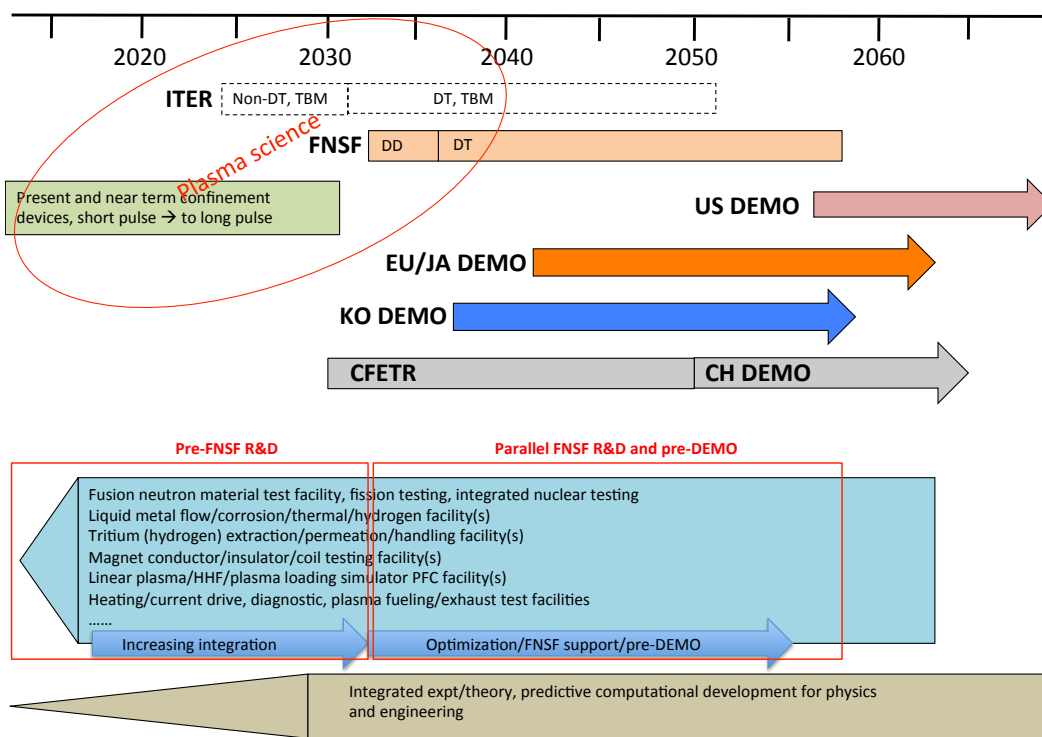 2020 2030 2040 2050 2060
ITER
Non-DT, TBM
DT, TBM
Plasma science
FNSF
DD
DT
Present and near term confinement
devices, short pulse → to long pulse
US DEMO
EU/JA DEMO
KO DEMO
CFETR
CH DEMO
Pre-FNSF R&D
Parallel FNSF R&D and pre-DEMO
Fusion neutron material test facility, fission testing, integrated nuclear testing
Liquid metal flow/corrosion/thermal/hydrogen facility(s)
Tritium (hydrogen) extraction/permeation/handling facility(s)
Magnet conductor/insulator/coil testing facility(s)
Linear plasma/HHF/plasma loading simulator PFC facility(s)
Heating/current drive, diagnostic, plasma fueling/exhaust test facilities
......
Increasing integration
Optimization/FNSF support/pre-DEMO
Integrated expt/theory, predictive computational development for physics
and engineering